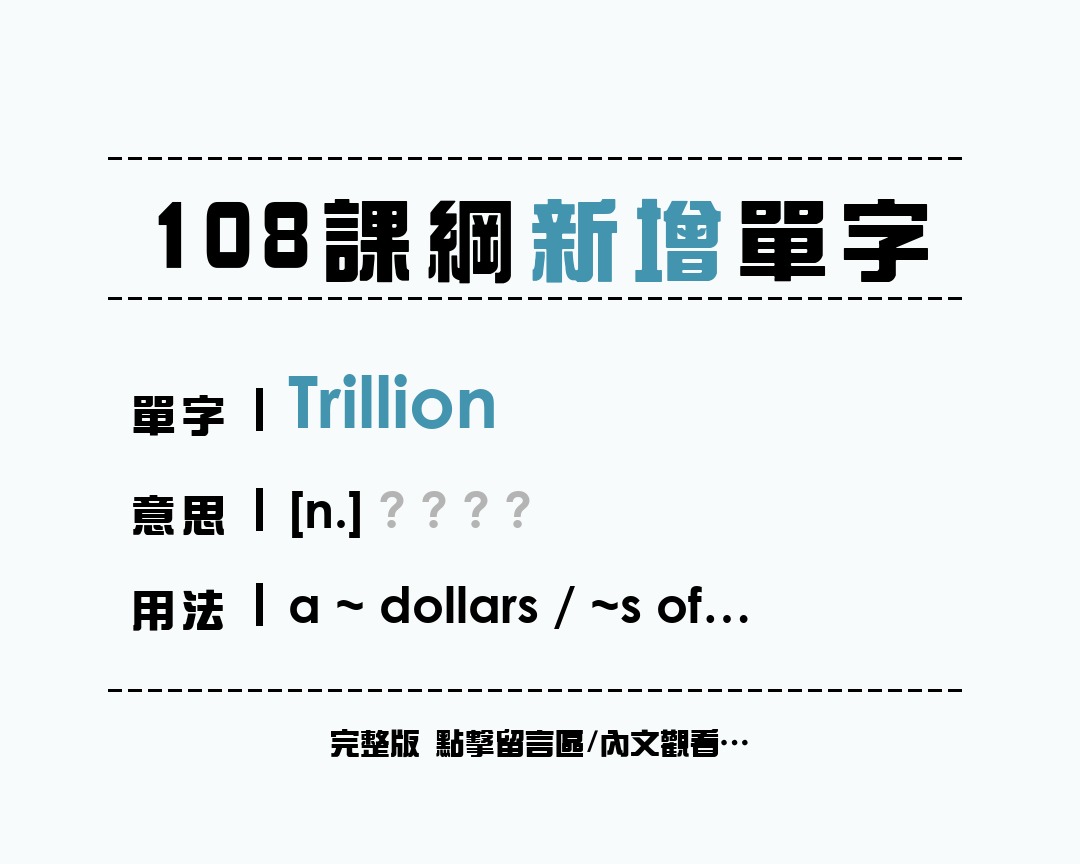 108課綱新增單字
單字 | Trillion
意思 | [n.] ????
用法 | a ~ dollars / ~s of…
完整版 點擊留言區/內文觀看…